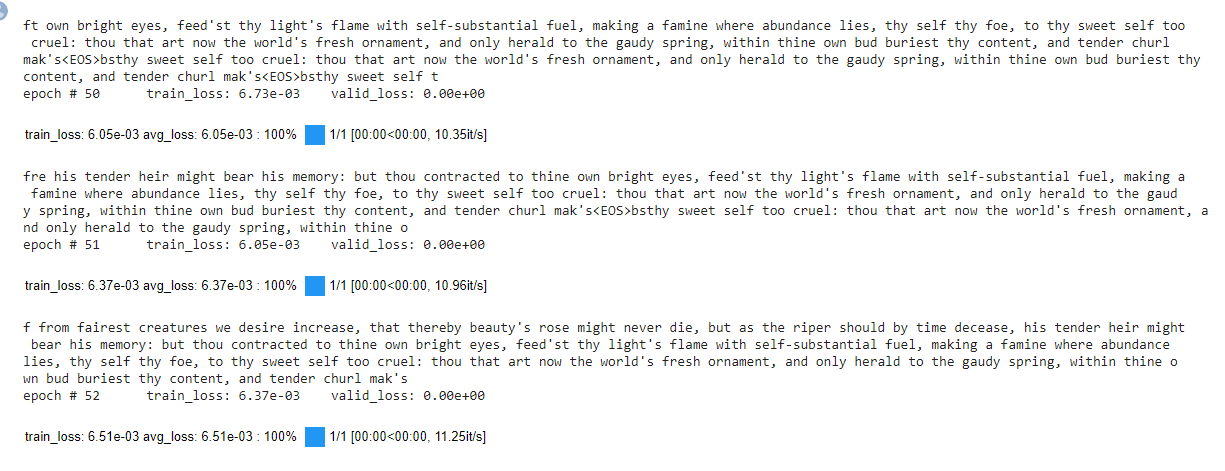 ft own bright eyes, feed'st thy light's flame with self-substantial fuel, making a famine where abundance lies, thy self thy foe, to thy sweet self too
cruel: thou that art now the world's fresh ornament, and only herald to the gaudy spring, within thine own bud buriest thy content, and tender churl
mak's<EOS>bsthy sweet self too cruel: thou that art now the world's fresh ornament, and only herald to the gaudy spring, within thine own bud buriest thy
content, and tender churl mak's<EOS>bsthy sweet self t
epoch # 50 train_loss: 6.73e-03 valid_loss: 0.00e+00
train_loss: 6.05e-03 avg_loss: 6.05e-03 : 100% 1/1 [00:00<00:00, 10.35it/s]
fre his tender heir might bear his memory: but thou contracted to thine own bright eyes, feed'st thy light's flame with self-substantial fuel, making a
famine where abundance lies, thy self thy foe, to thy sweet self too cruel: thou that art now the world's fresh ornament, and only herald to the gaud
y spring, within thine own bud buriest thy content, and tender churl mak's<EOS>bsthy sweet self too cruel: thou that art now the world's fresh ornament, a
nd only herald to the gaudy spring, within thine o
epoch # 51 train_loss: 6.05e-03 valid_loss: 0.00e+00
train_loss: 6.37e-03 avg_loss: 6.37e-03 : 100% 1/1 [00:00<00:00, 10.96it/s]
f from fairest creatures we desire increase, that thereby beauty's rose might never die, but as the riper should by time decease, his tender heir might
bear his memory: but thou contracted to thine own bright eyes, feed'st thy light's flame with self-substantial fuel, making a famine where abundance
lies, thy self thy foe, to thy sweet self too cruel: thou that art now the world's fresh ornament, and only herald to the gaudy spring, within thine o
wn bud buriest thy content, and tender churl mak's
epoch # 52 train_loss: 6.37e-03 valid_loss: 0.00e+00
train_loss: 6.51e-03 avg_loss: 6.51e-03 : 100% 1/1 [00:00<00:00, 11.25it/s]